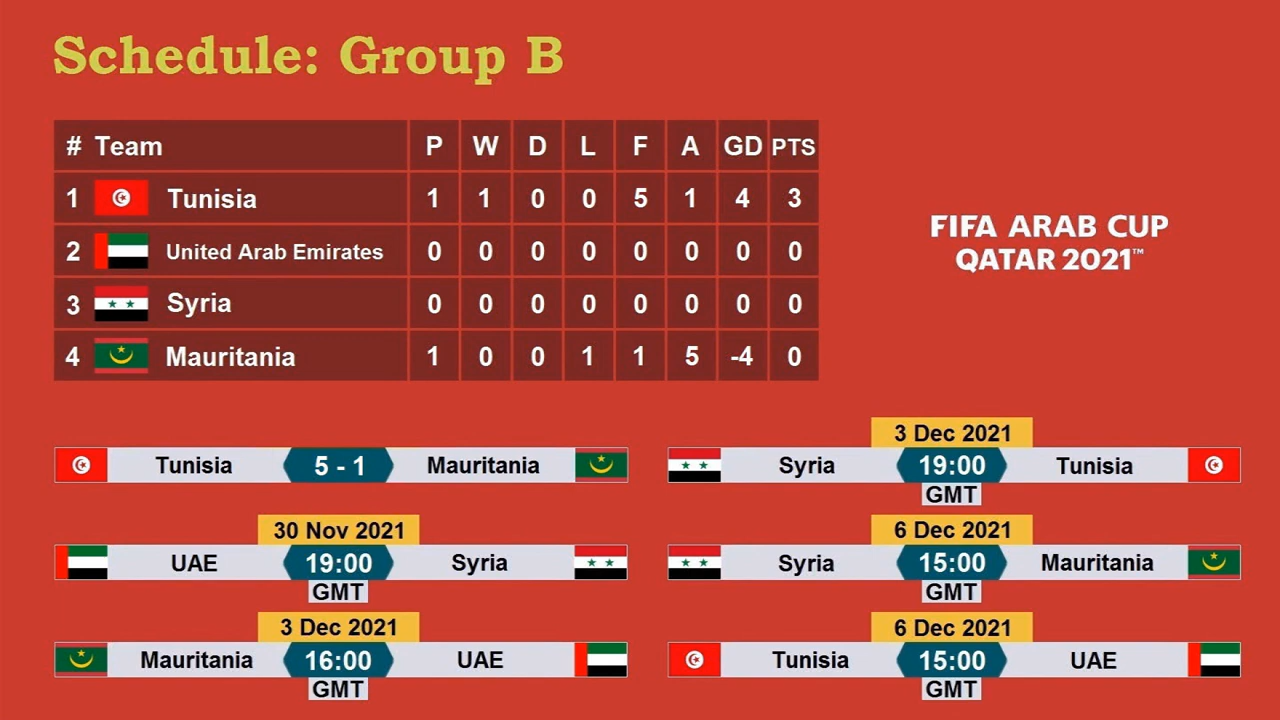 Schedule: Group B
# Team P W D L F A GD PTS
1 Tunisia 1 1 0 0 5 1 4 3
2 United Arab Emirates 0 0 0 0 0 0 0 0
3 Syria 0 0 0 0 0 0 0 0
4 Mauritania 1 0 0 1 1 5 -4 0
FIFA ARAB CUP
QATAR 2021™
Tunisia 5 - 1 Mauritania
30 Nov 2021
UAE 19:00 Syria
GMT
3 Dec 2021
Mauritania 16:00 UAE
GMT
3 Dec 2021
Syria 19:00 Tunisia
GMT
6 Dec 2021
Syria 15:00 Mauritania
GMT
6 Dec 2021
Tunisia 15:00 UAE
GMT